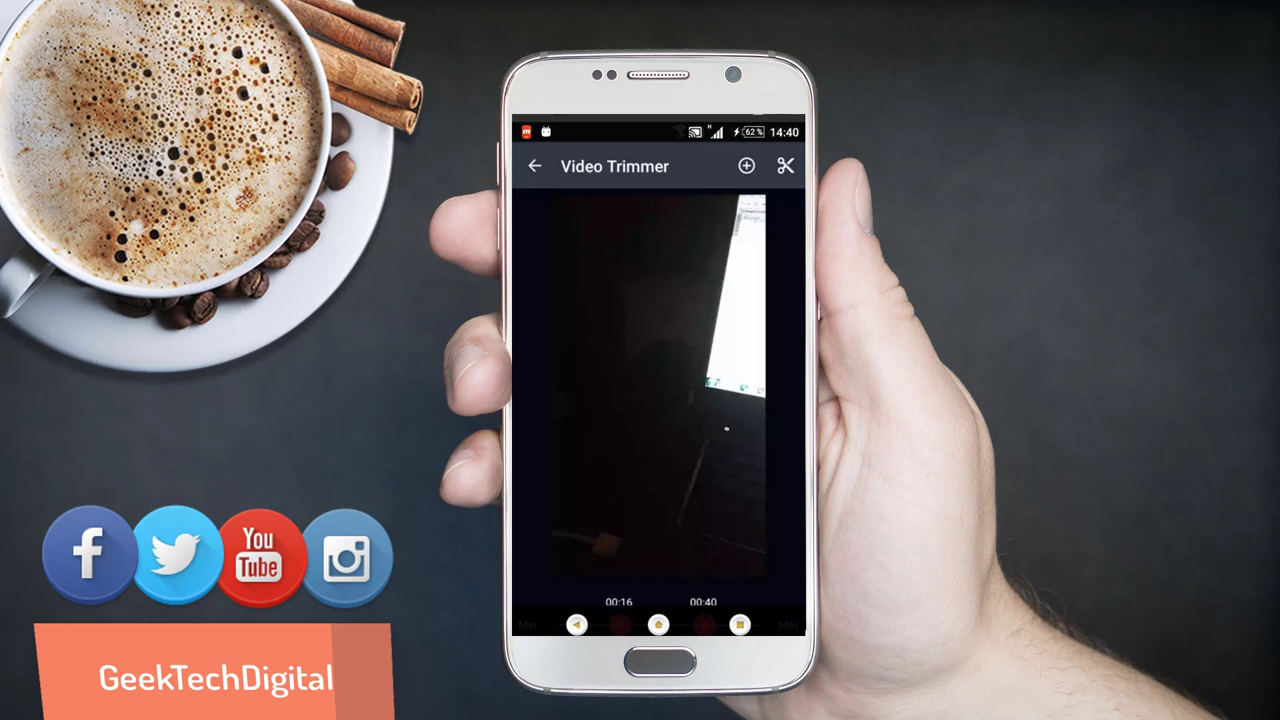 62 %
14:40
Video Trimmer
00:16
00:40
Min
Max
f
You
Tube
GeekTechDigital